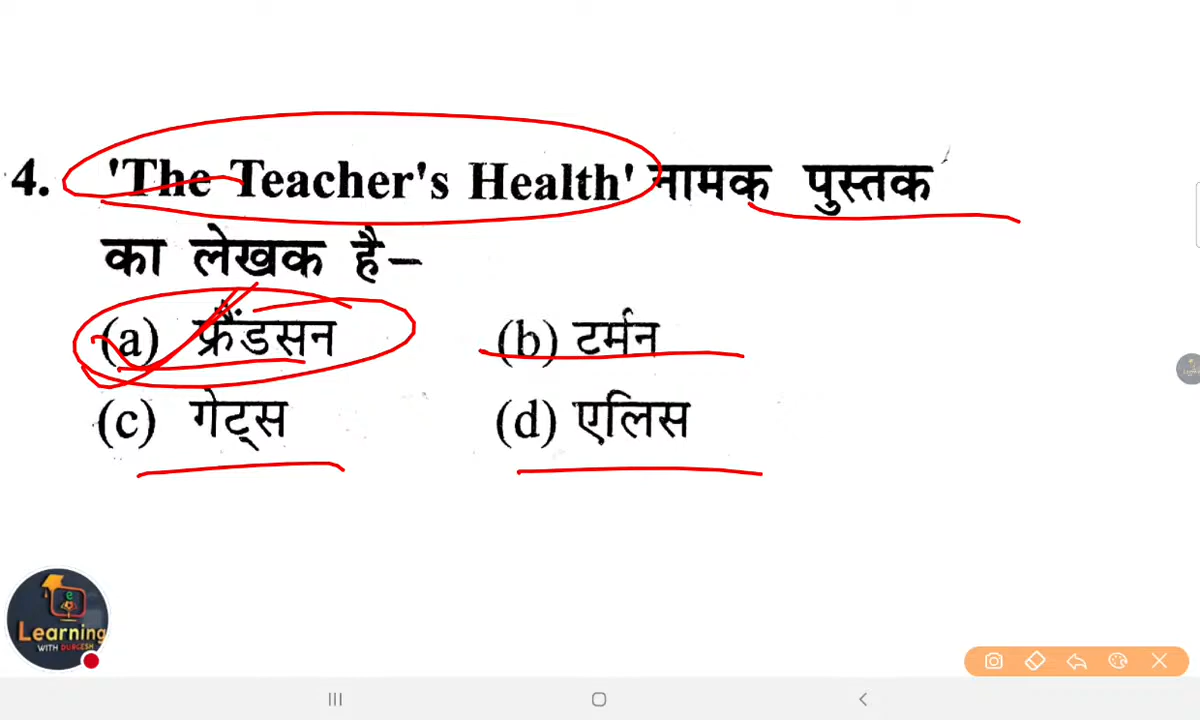 4. 'The Teacher's Health' नामक पुस्तक
का लेखक है–
(a) फ्रैंडसन (b) टर्मन
(c) गेट्स (d) एलिस
e
Learning
WITH DURGESH